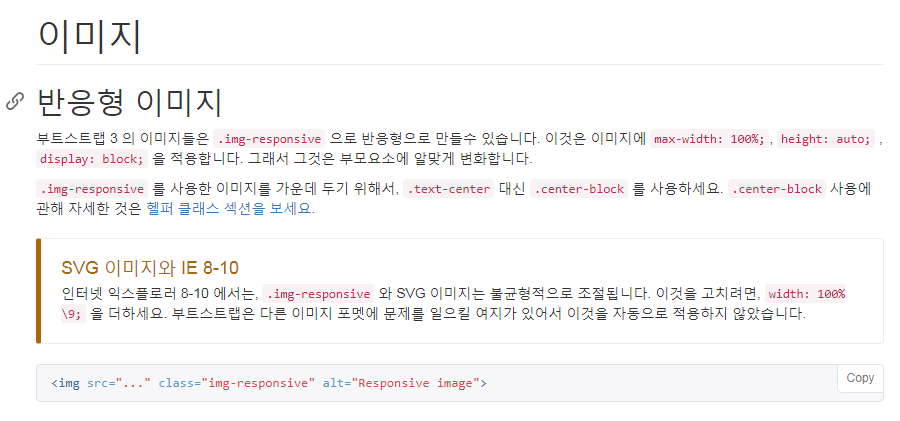 이미지
반응형 이미지
부트스트랩 3 의 이미지들은 .img-responsive 으로 반응형으로 만들수 있습니다. 이것은 이미지에 max-width: 100%; , height: auto; ,
display: block; 을 적용합니다. 그래서 그것은 부모요소에 알맞게 변화합니다.
.img-responsive 를 사용한 이미지를 가운데 두기 위해서, .text-center 대신 .center-block 를 사용하세요. .center-block 사용에
관해 자세한 것은 헬퍼 클래스 섹션을 보세요.
SVG 이미지와 IE 8-10
인터넷 익스플로러 8-10 에서는, .img-responsive 와 SVG 이미지는 불균형적으로 조절됩니다. 이것을 고치려면, width: 100%
\9; 을 더하세요. 부트스트랩은 다른 이미지 포멧에 문제를 일으킬 여지가 있어서 이것을 자동으로 적용하지 않았습니다.
Copy
<img src="..." class="img-responsive" alt="Responsive image">